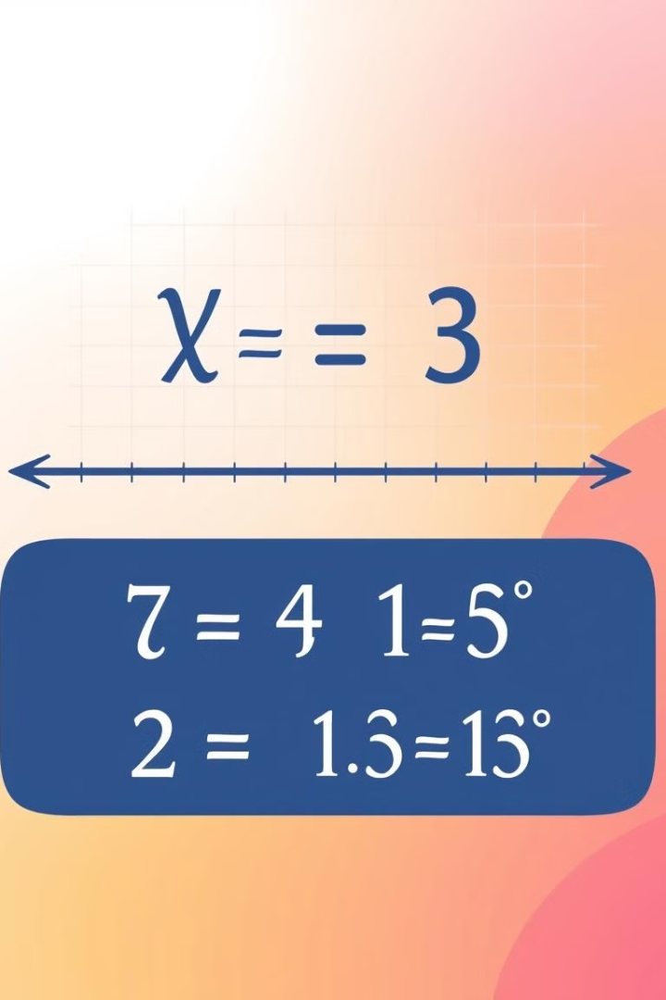 χ ≈ = 3
7 = 4 1=5°
2 = 1.3=13°